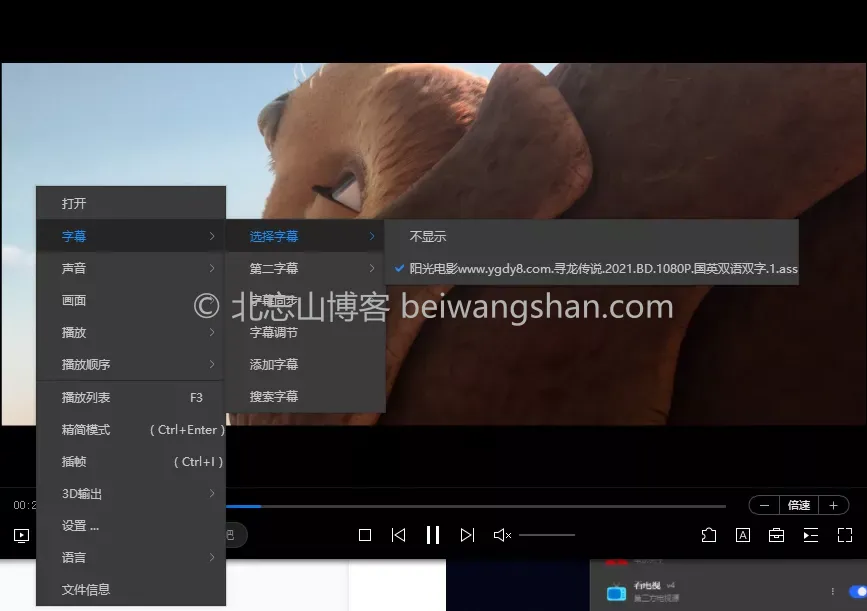 打开
字幕
声音
画面
播放
播放顺序
播放列表 F3
精简模式 ( Ctrl+Enter )
插帧 ( Ctrl+I )
3D输出
设置 ...
语言
文件信息
选择字幕
第二字幕
字幕同步
字幕调节
添加字幕
搜索字幕
不显示
阳光电影www.ygdy8.com.寻龙传说.2021.BD.1080P.国英双语双字.1.ass
© 北忘山博客 beiwangshan.com
00:2
吧
倍速
A
v4